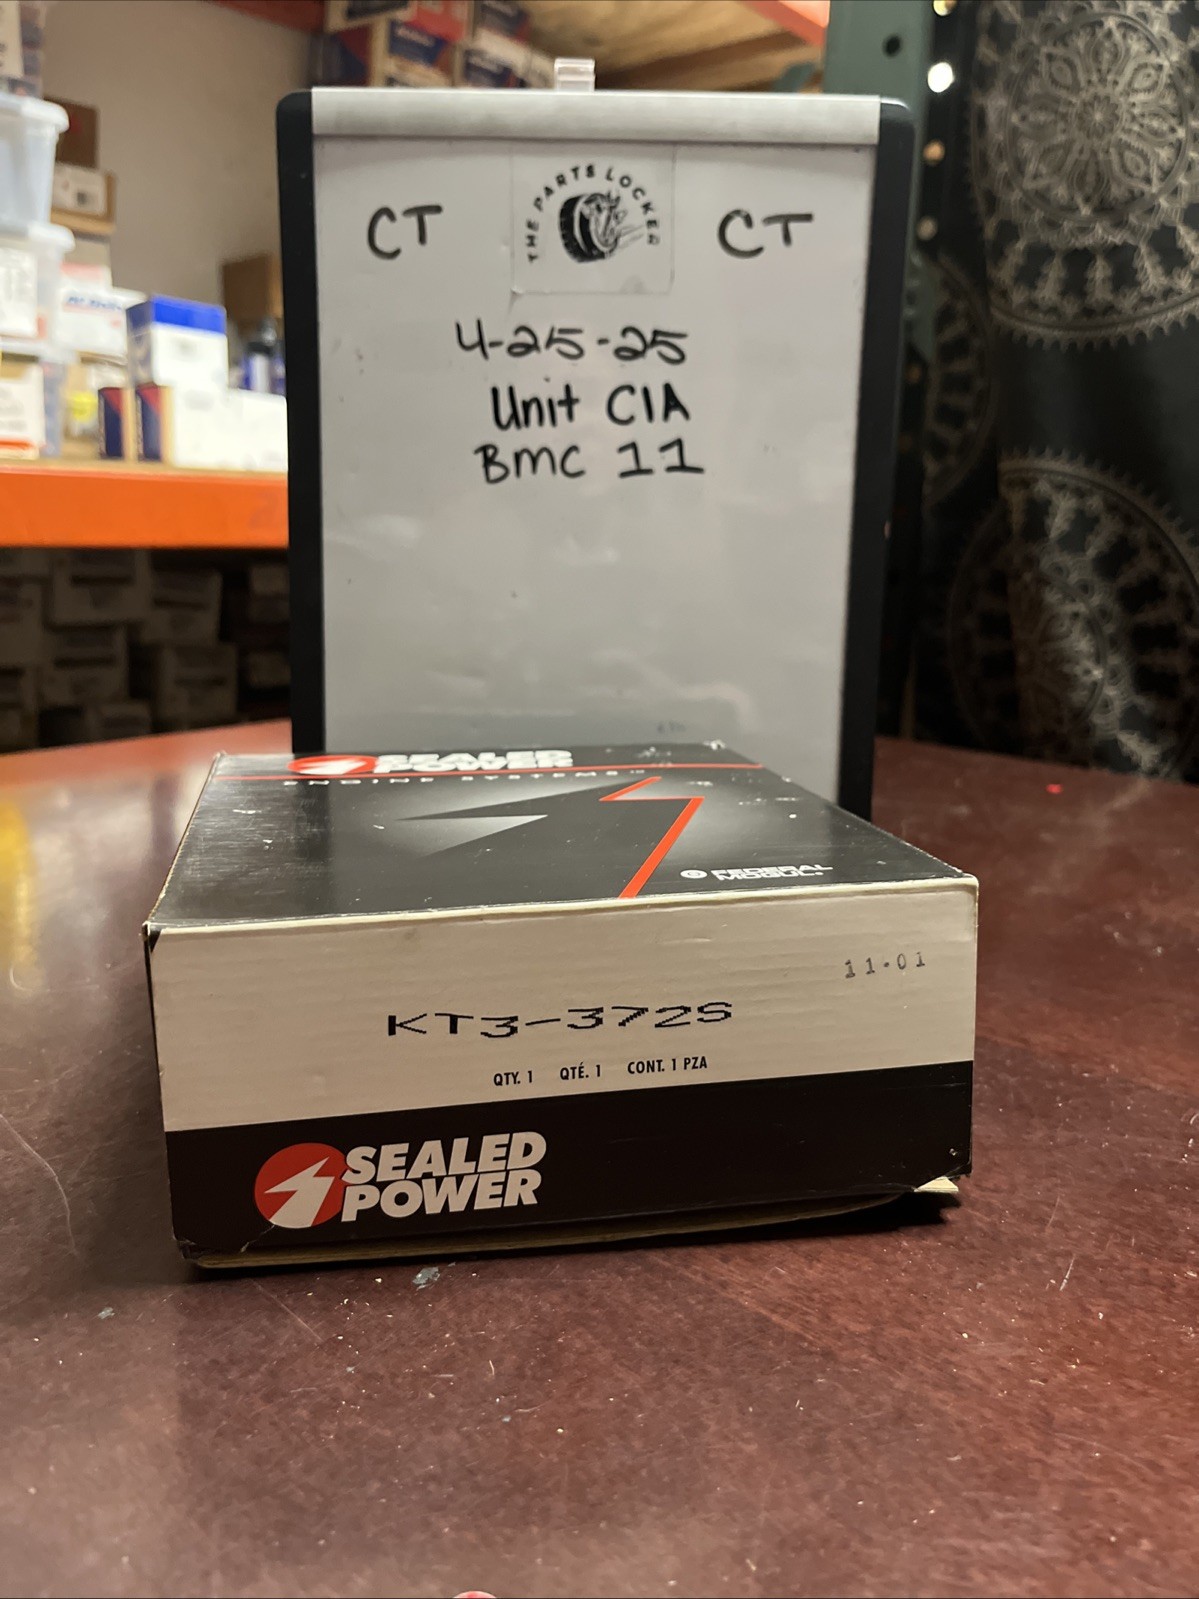 THE PARTS LOCKER
CT CT
4-25-25
Unit C1A
BMC 11
SEALED
POWER
ENGINE SYSTEMS
FEDERAL
MOGUL
11-01
KT3-372S
QTY. 1 QTÉ. 1 CONT. 1 PZA
SEALED
POWER